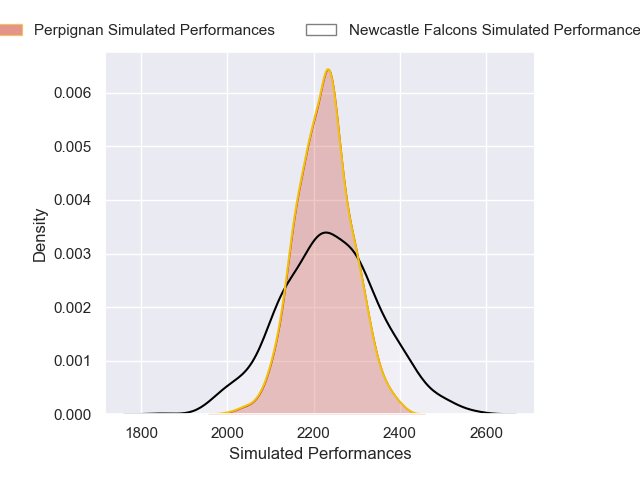 Perpignan Simulated Performances Newcastle Falcons Simulated Performance
0.006
0.005
0.004
0.003
0.002
0.001
0.000
Density
1800 2000 2200 2400 2600
Simulated Performances